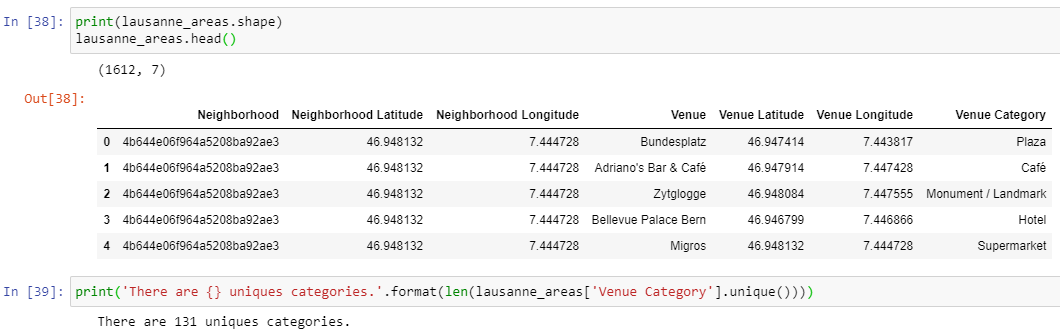 In [38]: print(lausanne_areas.shape)
lausanne_areas.head()
(1612, 7)
Out[38]:
Neighborhood Neighborhood Latitude Neighborhood Longitude Venue Venue Latitude Venue Longitude Venue Category
0 4b644e06f964a5208ba92ae3 46.948132 7.444728 Bundesplatz 46.947414 7.443817 Plaza
1 4b644e06f964a5208ba92ae3 46.948132 7.444728 Adriano's Bar & Café 46.947914 7.447428 Café
2 4b644e06f964a5208ba92ae3 46.948132 7.444728 Zytglogge 46.948084 7.447555 Monument / Landmark
3 4b644e06f964a5208ba92ae3 46.948132 7.444728 Bellevue Palace Bern 46.946799 7.446866 Hotel
4 4b644e06f964a5208ba92ae3 46.948132 7.444728 Migros 46.948132 7.444728 Supermarket
In [39]: print('There are {} uniques categories.'.format(len(lausanne_areas['Venue Category'].unique())))
There are 131 uniques categories.